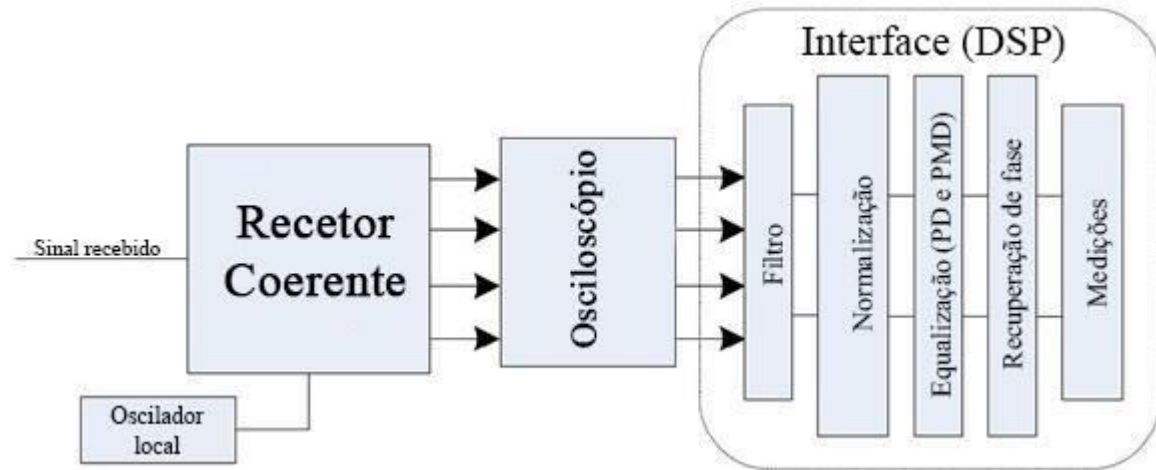 Interface (DSP)
Sinal recebido
Recetor
Coerente
Oscilador
local
Osciloscópio
Filtro
Normalização
Equalização (PD e PMD)
Recuperação de fase
Medições